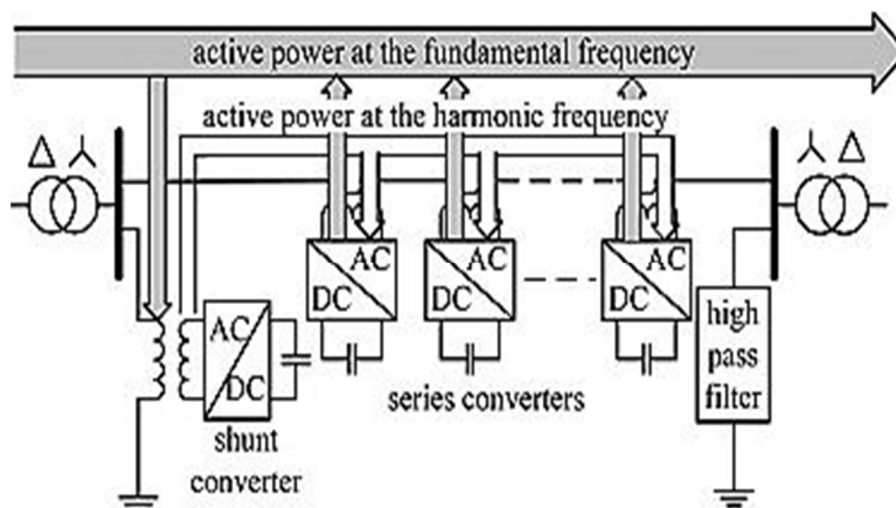 active power at the fundamental frequency
active power at the harmonic frequency
AC
DC
AC
DC
AC
DC
AC
DC
shunt
converter
series converters
high
pass
filter